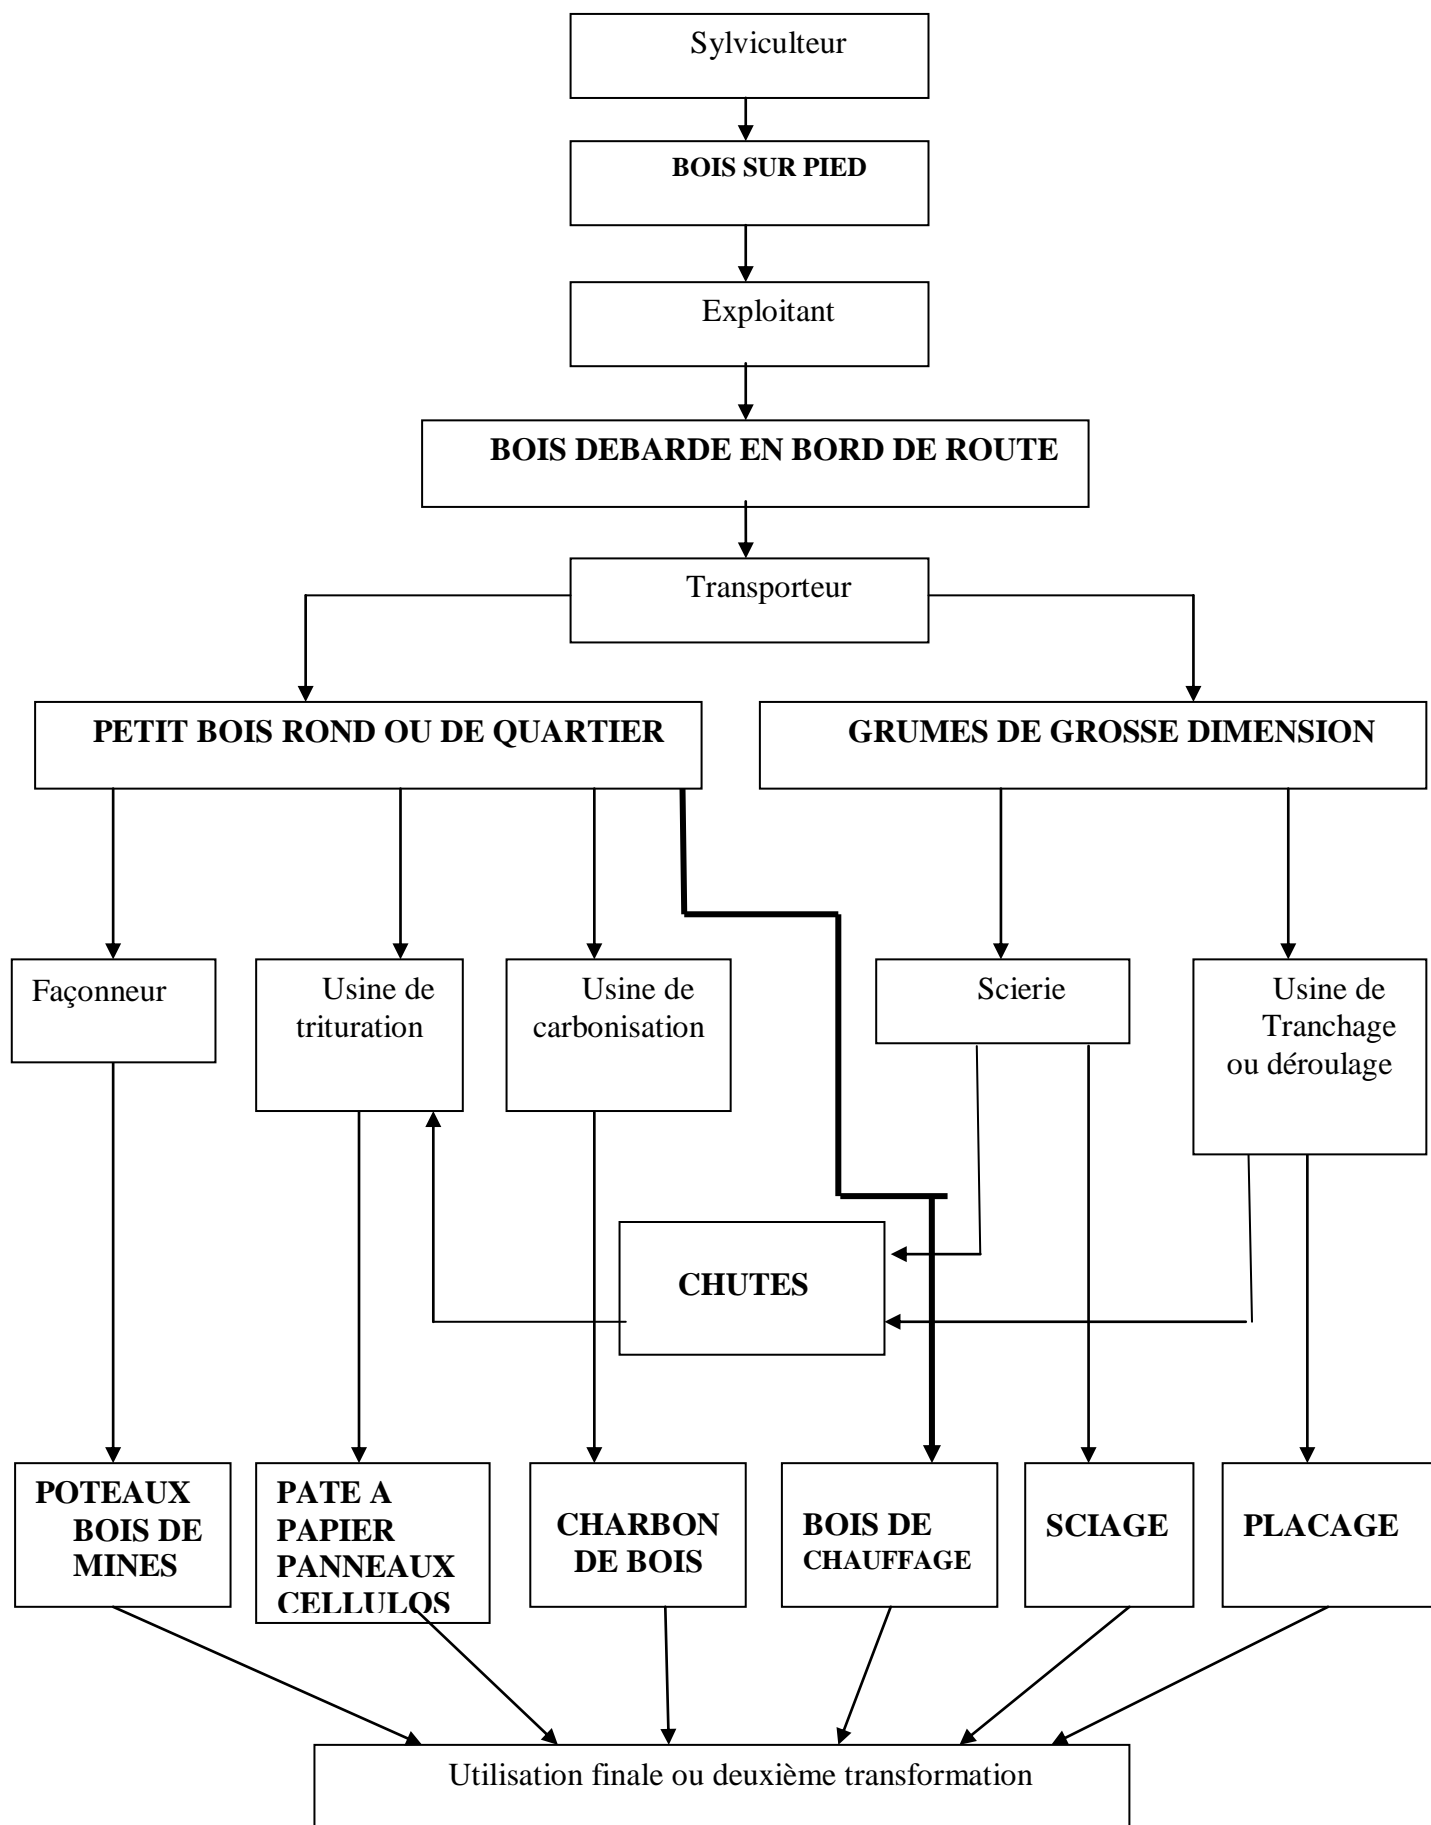 Sylviculteur
BOIS SUR PIED
Exploitant
BOIS DEBARDE EN BORD DE ROUTE
Transporteur
PETIT BOIS ROND OU DE QUARTIER
GRUMES DE GROSSE DIMENSION
Façonneur
Usine de
trituration
Usine de
carbonisation
Scierie
Usine de
Tranchage
ou déroulage
CHUTES
POTEAUX
BOIS DE
MINES
PATE A
PAPIER
PANNEAUX
CELLULOS
CHARBON
DE BOIS
BOIS DE
CHAUFFAGE
SCIAGE
PLACAGE
Utilisation finale ou deuxième transformation